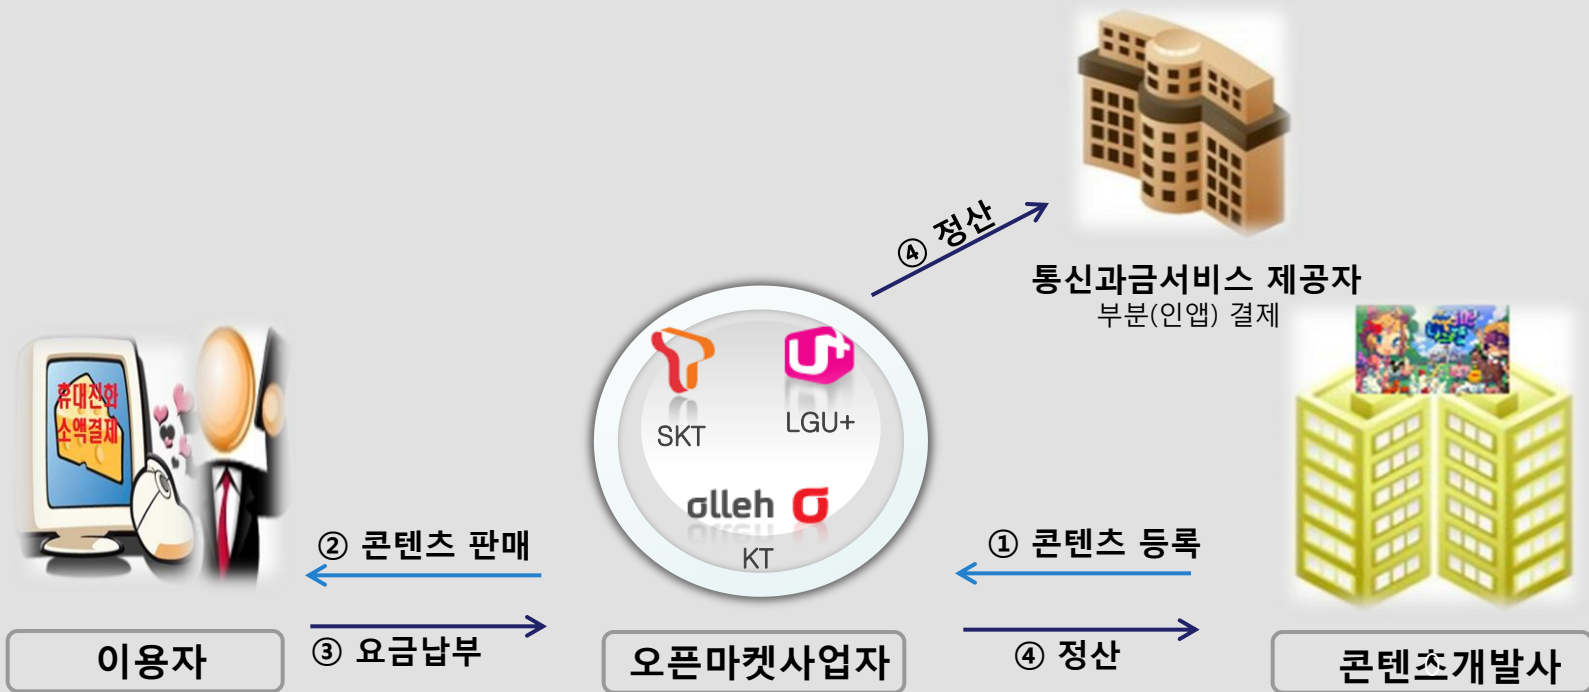 ④ 정산
통신과금서비스 제공자
부분(인앱) 결제
휴대전화
소액결제
SKT
LGU+
olleh
KT
② 콘텐츠 판매
① 콘텐츠 등록
③ 요금납부
④ 정산
이용자
오픈마켓사업자
콘텐츠개발사